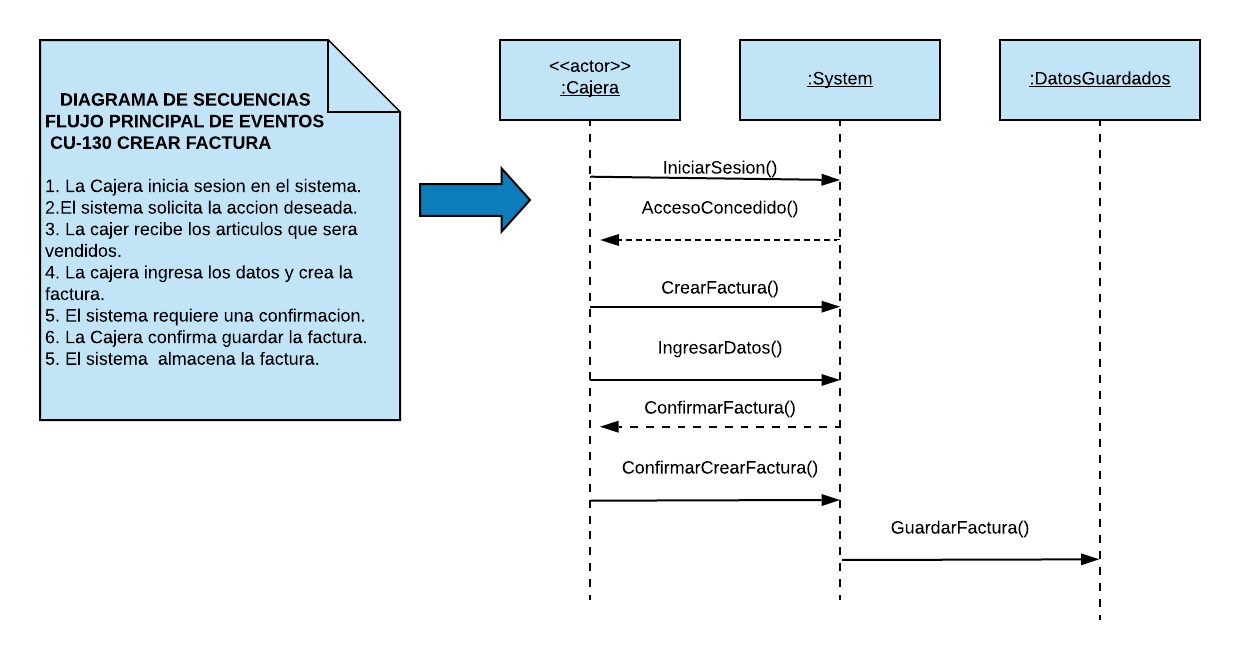 DIAGRAMA DE SECUENCIAS
FLUJO PRINCIPAL DE EVENTOS
CU-130 CREAR FACTURA
1. La Cajera inicia sesion en el sistema.
2.El sistema solicita la accion deseada.
3. La cajer recibe los articulos que sera
vendidos.
4. La cajera ingresa los datos y crea la
factura.
5. El sistema requiere una confirmacion.
6. La Cajera confirma guardar la factura.
5. El sistema  almacena la factura.
<<actor>>
:Cajera
:System
:DatosGuardados
IniciarSesion()
AccesoConcedido()
CrearFactura()
IngresarDatos()
ConfirmarFactura()
ConfirmarCrearFactura()
GuardarFactura()